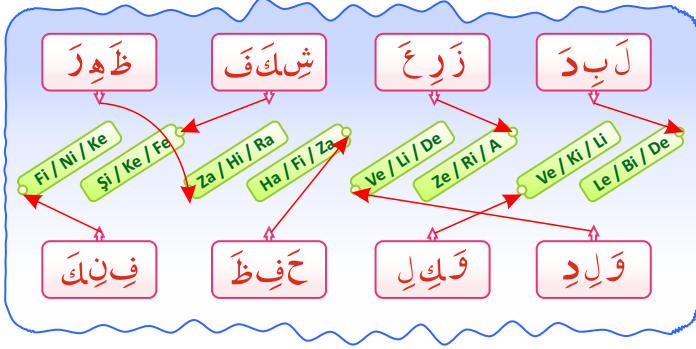 لَبِدَ زَرِعَ شِكَفَ ظَهِرَ
Fi / Ni / Ke Şi / Ke / Fe Za / Hi / Ra Ha / Fi / Za Ve / Li / De Ze / Ri / A Ve / Ki / Li Le / Bi / De
وَلِدَ وَكِلِ حَفِظَ فِنِكَ